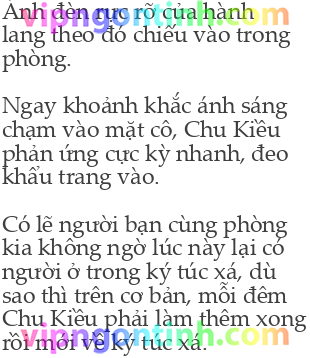 Ánh đèn rực rỡ của hành
lang theo đó chiếu vào trong
phòng.
Ngay khoảnh khắc ánh sáng
chạm vào mặt cô, Chu Kiều
phản ứng cực kỳ nhanh, đeo
khẩu trang vào.
Có lẽ người bạn cùng phòng
kia không ngờ lúc này lại có
người ở trong ký túc xá, dù
sao thì trên cơ bản, mỗi đêm
Chu Kiều phải làm thêm xong
rồi mới về ký túc xá.
vipngontinh.com
vipngontinh.com